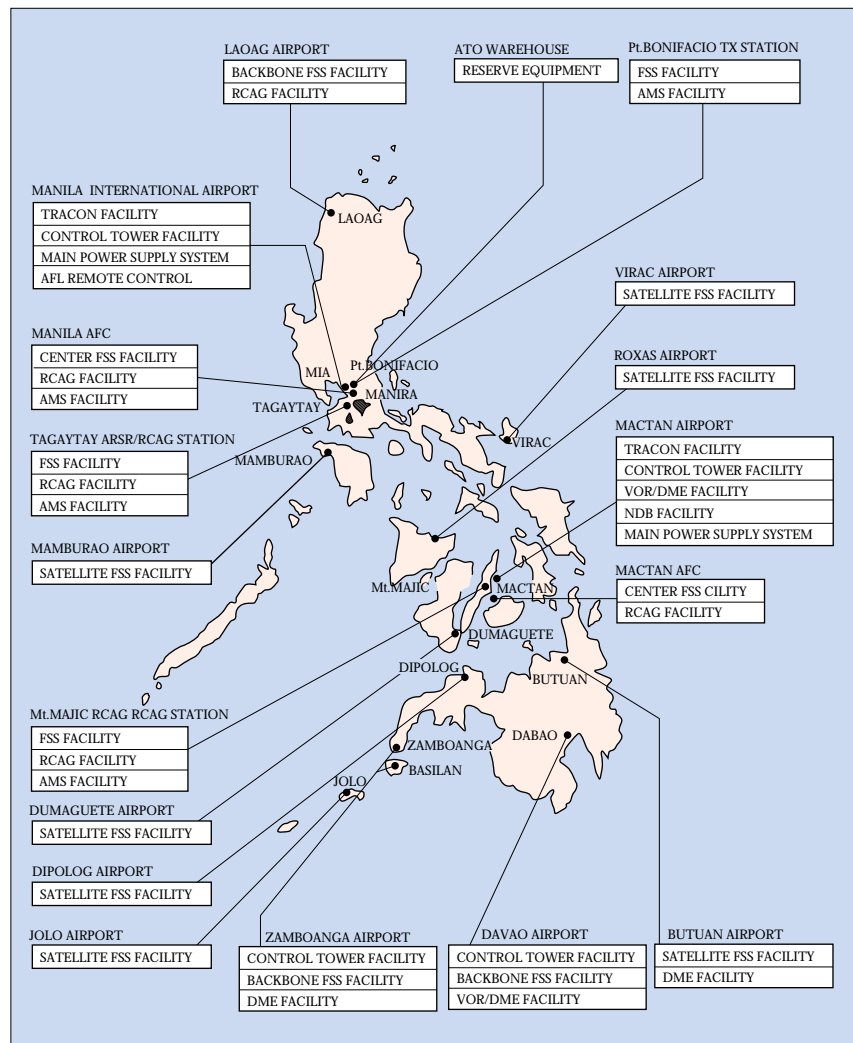 LAOAG AIRPORT
BACKBONE FSS FACILITY
RCAG FACILITY
ATO WAREHOUSE
RESERVE EQUIPMENT
Pt.BONIFACIO TX STATION
FSS FACILITY
AMS FACILITY
MANILA INTERNATIONAL AIRPORT
TRACON FACILITY
CONTROL TOWER FACILITY
MAIN POWER SUPPLY SYSTEM
AFL REMOTE CONTROL
LAOAG
VIRAC AIRPORT
SATELLITE FSS FACILITY
MANILA AFC
CENTER FSS FACILITY
RCAG FACILITY
AMS FACILITY
ROXAS AIRPORT
SATELLITE FSS FACILITY
Pt.BONIFACIO
MIA
MANIRA
TAGAYTAY
VIRAC
MAMBURAO
TAGAYTAY ARSR/RCAG STATION
FSS FACILITY
RCAG FACILITY
AMS FACILITY
MACTAN AIRPORT
TRACON FACILITY
CONTROL TOWER FACILITY
VOR/DME FACILITY
NDB FACILITY
MAIN POWER SUPPLY SYSTEM
MAMBURAO AIRPORT
SATELLITE FSS FACILITY
Mt.MAJIC
MACTAN
MACTAN AFC
CENTER FSS CILITY
RCAG FACILITY
DUMAGUETE
DIPOLOG
BUTUAN
Mt.MAJIC RCAG RCAG STATION
FSS FACILITY
RCAG FACILITY
AMS FACILITY
DABAO
ZAMBOANGA
BASILAN
JOLO
DUMAGUETE AIRPORT
SATELLITE FSS FACILITY
DIPOLOG AIRPORT
SATELLITE FSS FACILITY
JOLO AIRPORT
SATELLITE FSS FACILITY
ZAMBOANGA AIRPORT
CONTROL TOWER FACILITY
BACKBONE FSS FACILITY
DME FACILITY
DAVAO AIRPORT
CONTROL TOWER FACILITY
BACKBONE FSS FACILITY
VOR/DME FACILITY
BUTUAN AIRPORT
SATELLITE FSS FACILITY
DME FACILITY